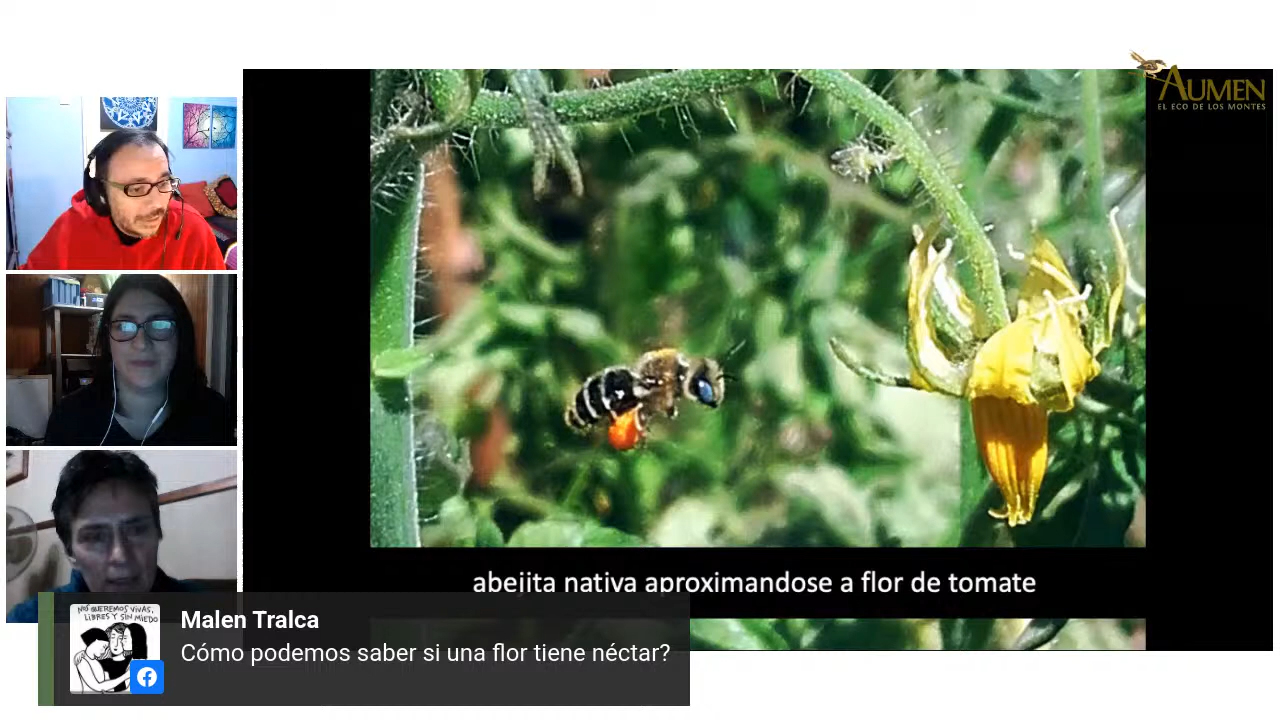 AUMEN
EL ECO DE LOS MONTES
abejita nativa aproximandose a flor de tomate
NOS QUEREMOS VIVAS,
LIBRES Y SIN MIEDO
Malen Tralca
Cómo podemos saber si una flor tiene néctar?